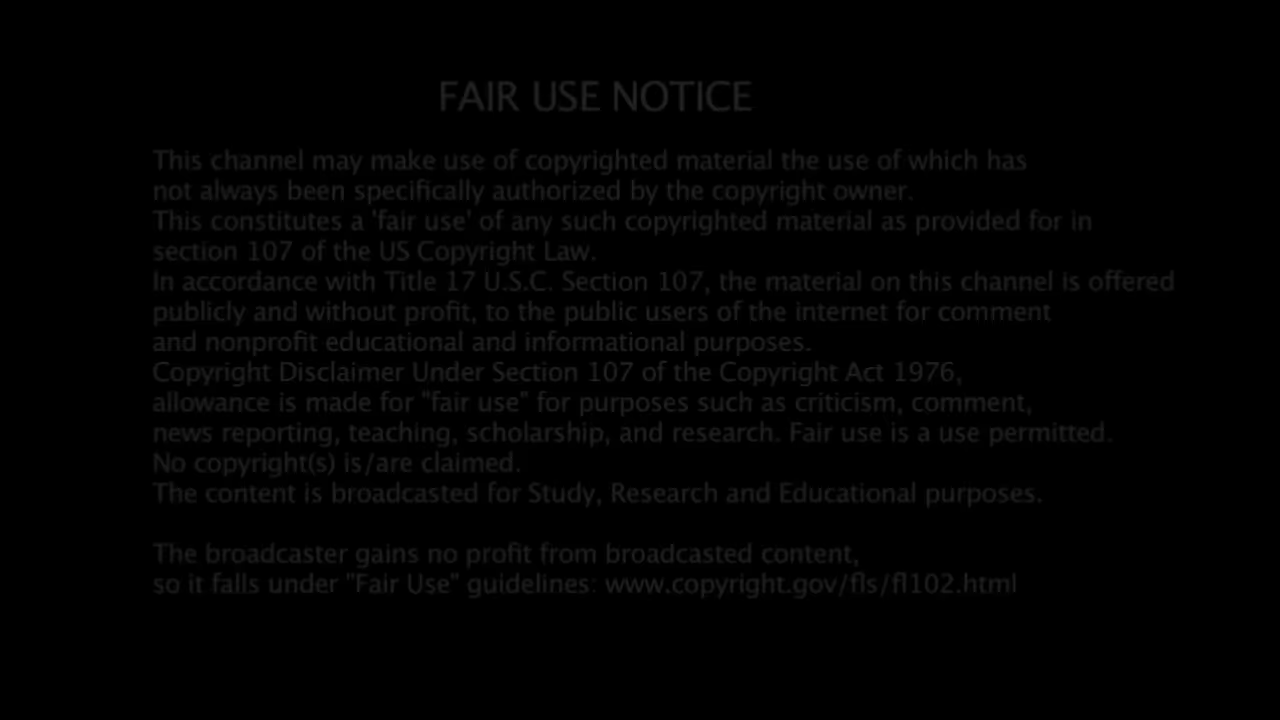 FAIR USE NOTICE
This channel may make use of copyrighted material the use of which has
not always been specifically authorized by the copyright owner.
This constitutes a 'fair use' of any such copyrighted material as provided for in
section 107 of the US Copyright Law.
In accordance with Title 17 U.S.C. Section 107, the material on this channel is offered
publicly and without profit, to the public users of the internet for comment
and nonprofit educational and informational purposes.
Copyright Disclaimer Under Section 107 of the Copyright Act 1976,
allowance is made for "fair use" for purposes such as criticism, comment,
news reporting, teaching, scholarship, and research. Fair use is a use permitted.
No copyright(s) is/are claimed.
The content is broadcasted for Study, Research and Educational purposes.
The broadcaster gains no profit from broadcasted content,
so it falls under "Fair Use" guidelines: www.copyright.gov/fls/fl102.html